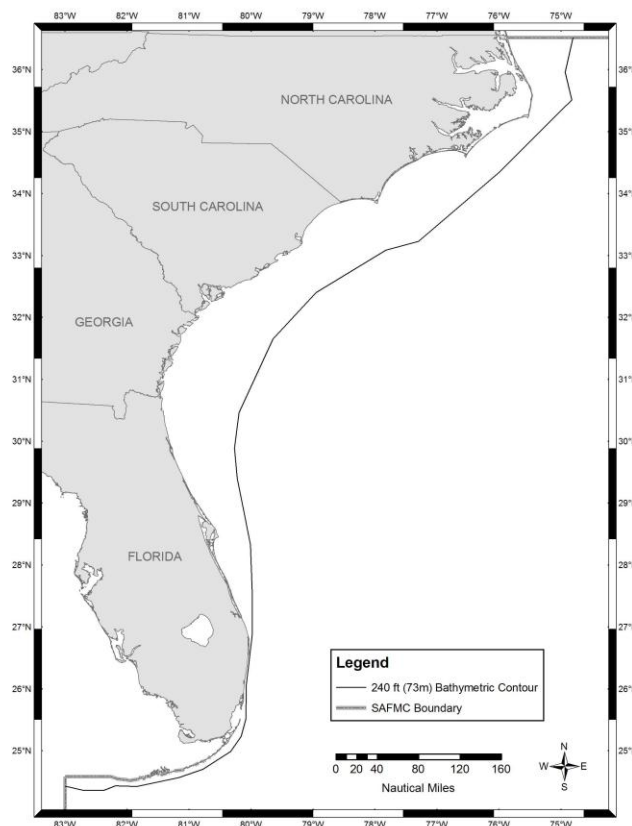 83°W 82°W 81°W 80°W 79°W 78°W 77°W 76°W 75°W
36°N 36°N
NORTH CAROLINA
35°N 35°N
34°N 34°N
SOUTH CAROLINA
33°N 33°N
32°N 32°N
GEORGIA
31°N 31°N
30°N 30°N
29°N 29°N
28°N 28°N
FLORIDA
27°N 27°N
Legend
240 ft (73m) Bathymetric Contour
SAFMC Boundary
26°N 26°N
25°N 25°N
0 10 20 30 40 80 120 160
Nautical Miles
N
W E
S
83°W 82°W 81°W 80°W 79°W 78°W 77°W 76°W 75°W